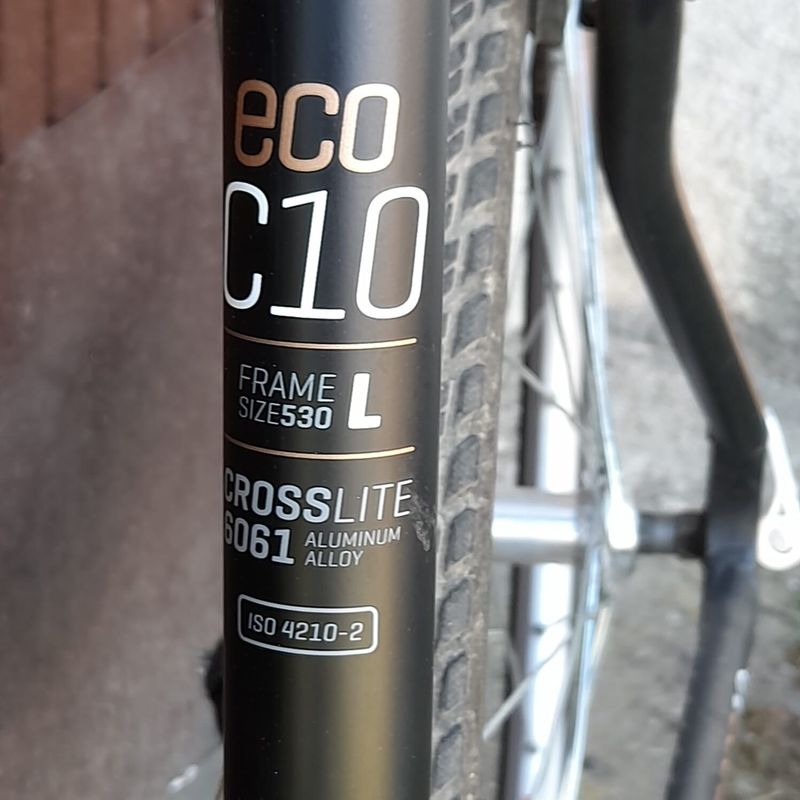 eco
C10
FRAME
SIZE530 L
CROSSLITE
6061 ALUMINUM
ALLOY
ISO 4210-2